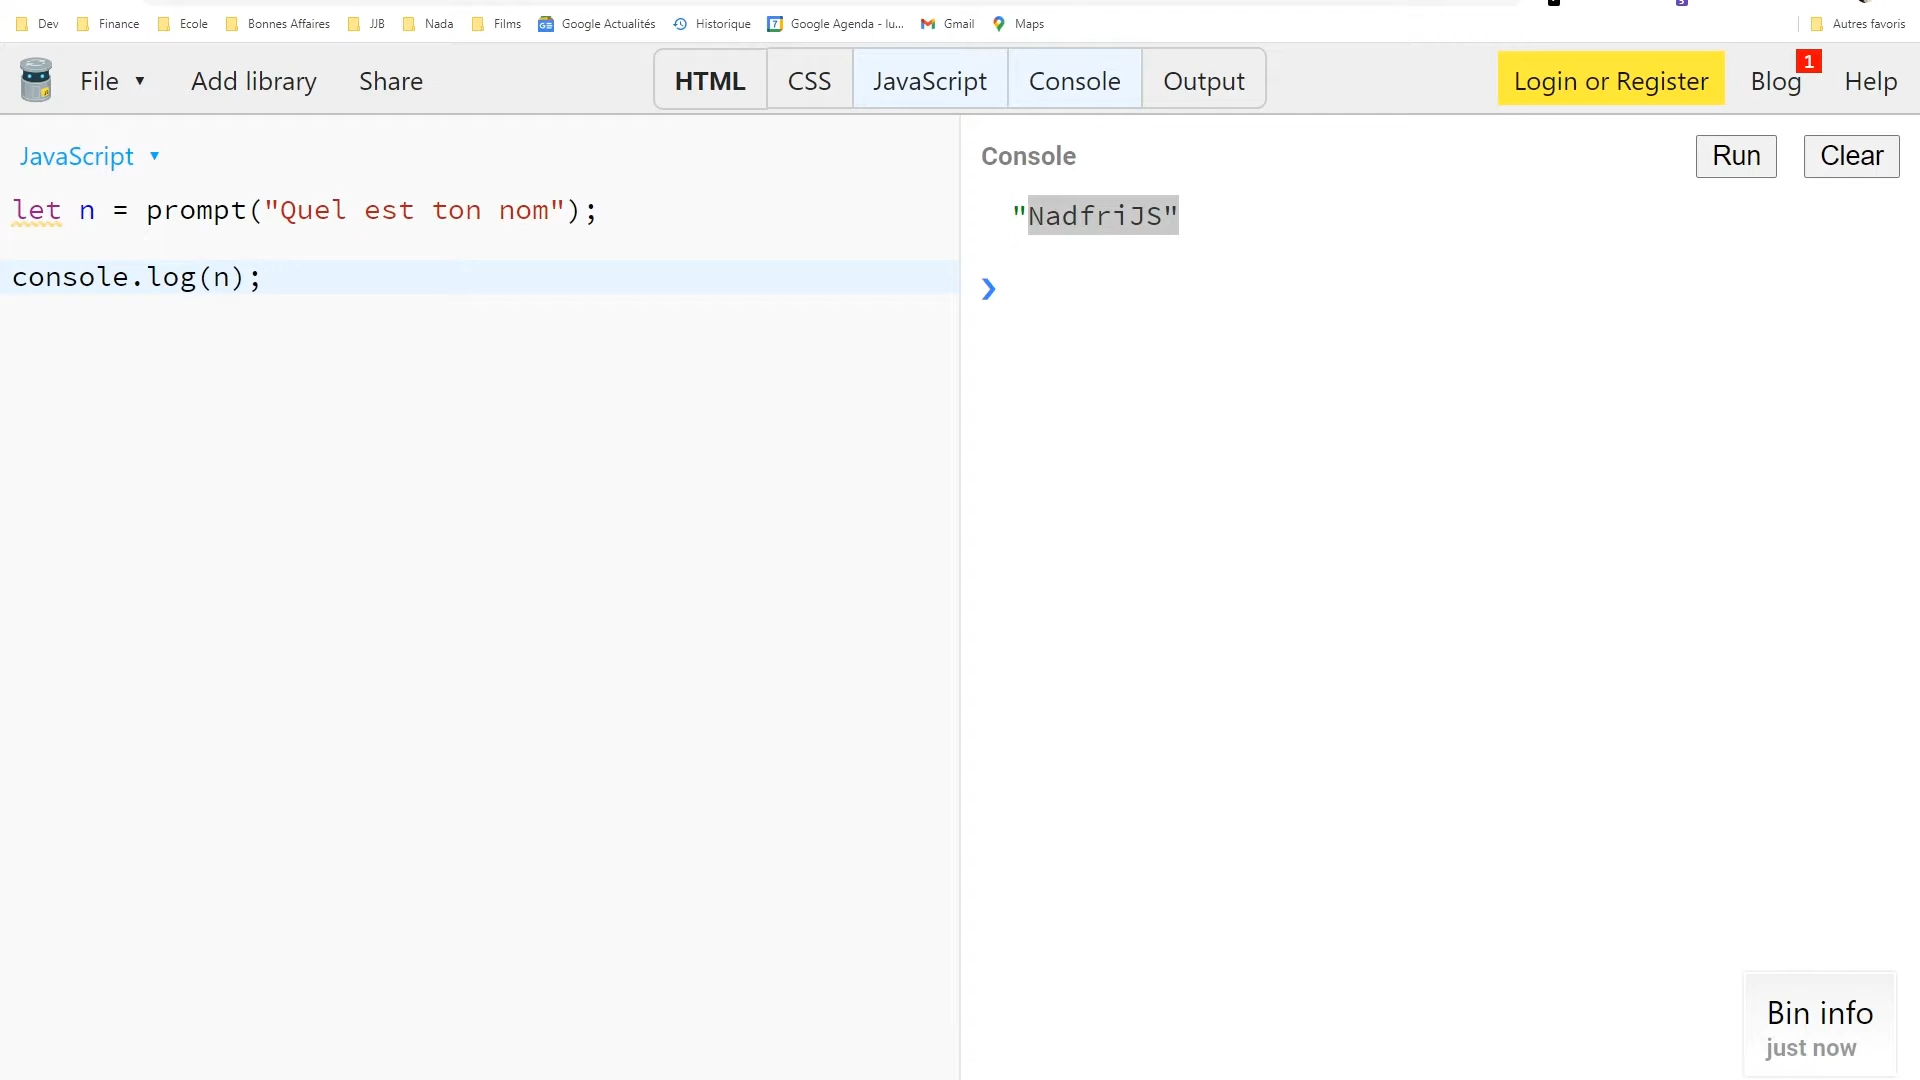 Dev Finance Ecole Bonnes Affaires JJB Nada Films Google Actualités Historique Google Agenda - lu... Gmail Maps Autres favoris
File ▼ Add library Share HTML CSS JavaScript Console Output Login or Register Blog 1 Help
JavaScript ▼
let n = prompt("Quel est ton nom");
console.log(n);
Console Run Clear
"NadfriJS"
❯
Bin info
just now